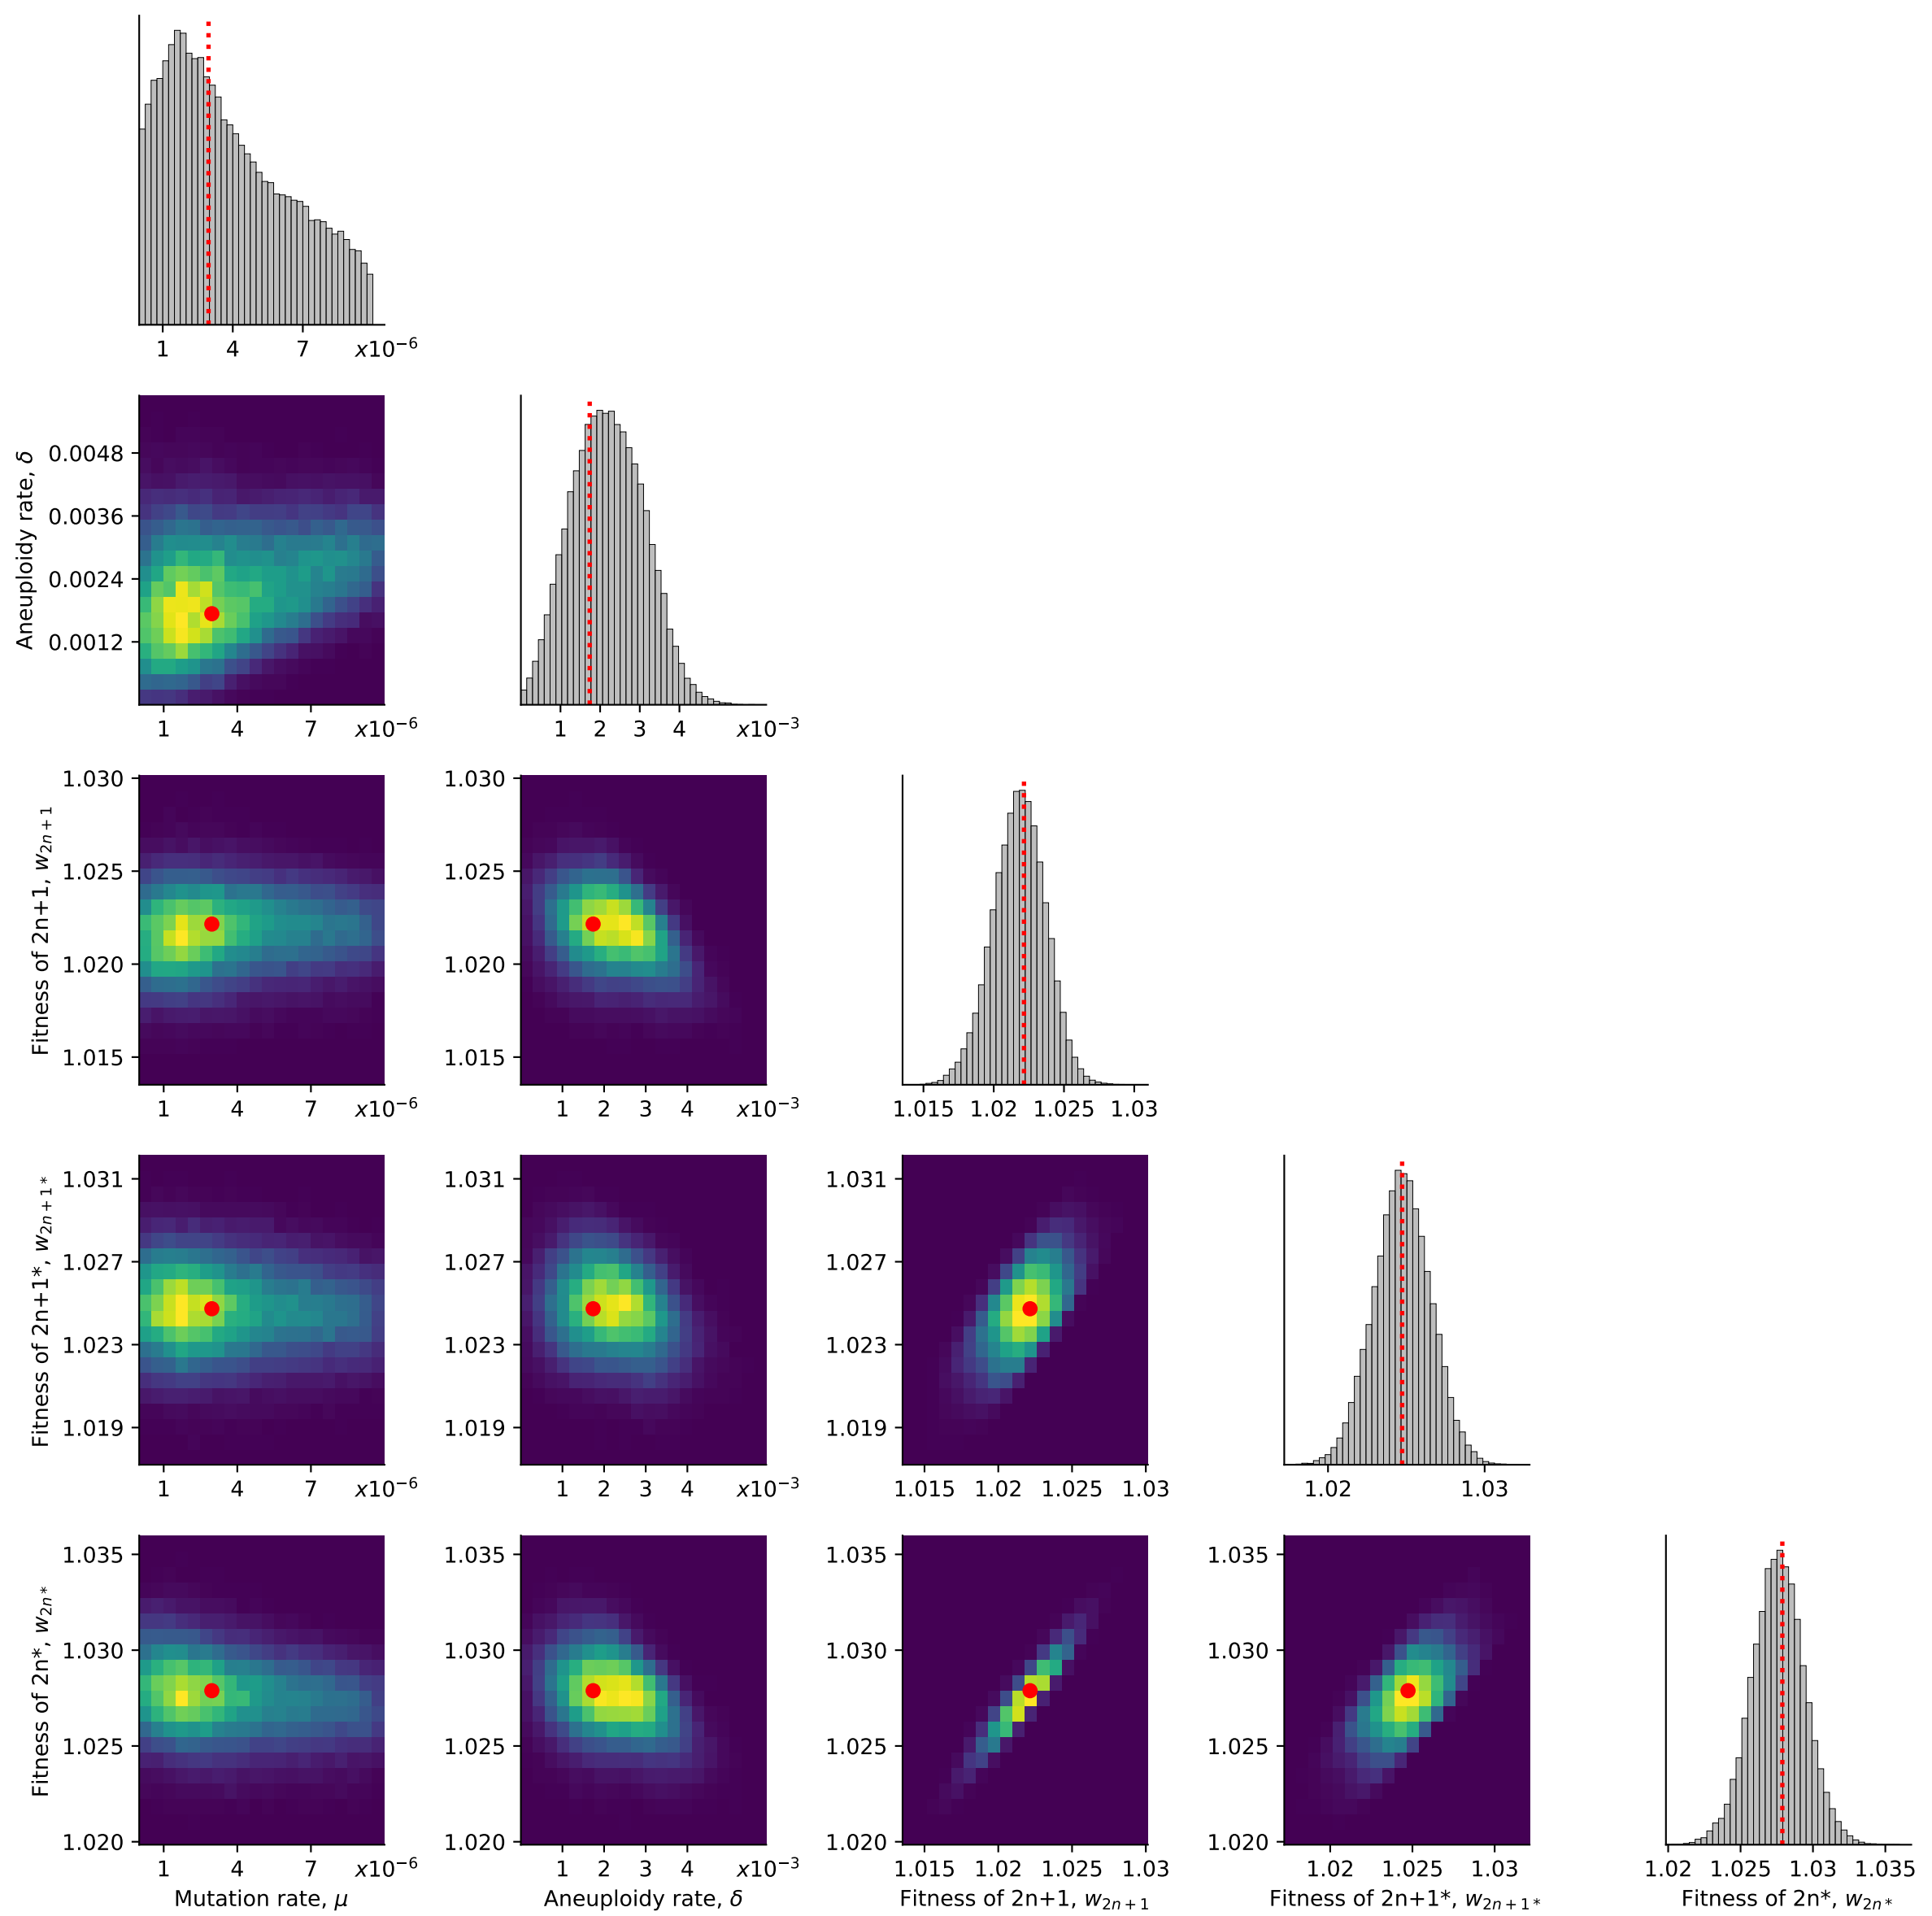 1 4 7 x10⁻⁶
Aneuploidy rate, δ
0.0048
0.0036
0.0024
0.0012
1 4 7 x10⁻⁶
1 2 3 4 x10⁻³
Fitness of 2n+1, w₂ₙ₊₁
1.030
1.025
1.020
1.015
1.030
1.025
1.020
1.015
1 4 7 x10⁻⁶
1 2 3 4 x10⁻³
1.015 1.02 1.025 1.03
Fitness of 2n+1*, w₂ₙ₊₁*
1.031
1.027
1.023
1.019
1.031
1.027
1.023
1.019
1.031
1.027
1.023
1.019
1 4 7 x10⁻⁶
1 2 3 4 x10⁻³
1.015 1.02 1.025 1.03
1.02 1.03
Fitness of 2n*, w₂ₙ*
1.035
1.030
1.025
1.020
1.035
1.030
1.025
1.020
1.035
1.030
1.025
1.020
1.035
1.030
1.025
1.020
1 4 7 x10⁻⁶
1 2 3 4 x10⁻³
1.015 1.02 1.025 1.03
1.02 1.025 1.03
1.02 1.025 1.03 1.035
Mutation rate, μ
Aneuploidy rate, δ
Fitness of 2n+1, w₂ₙ₊₁
Fitness of 2n+1*, w₂ₙ₊₁*
Fitness of 2n*, w₂ₙ*